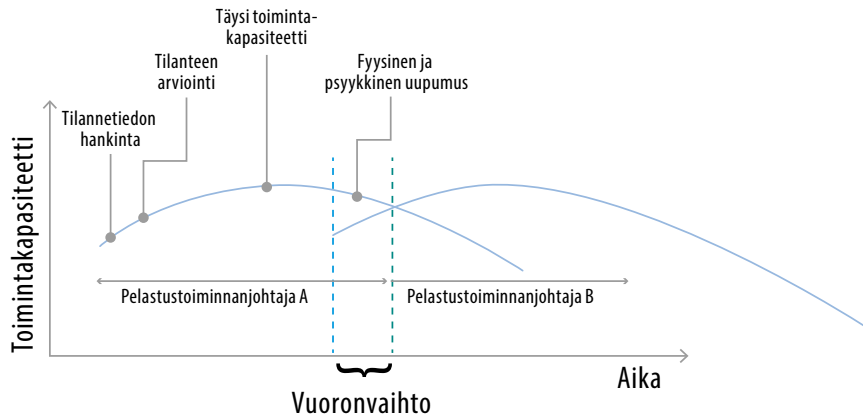 Täysi toiminta-
kapasiteetti
Tilanteen
arviointi
Fyysinen ja
psyykkinen uupumus
Tilannetiedon
hankinta
Toimintakapasiteetti
Pelastustoiminnanjohtaja A
Pelastustoiminnanjohtaja B
Aika
Vuoronvaihto